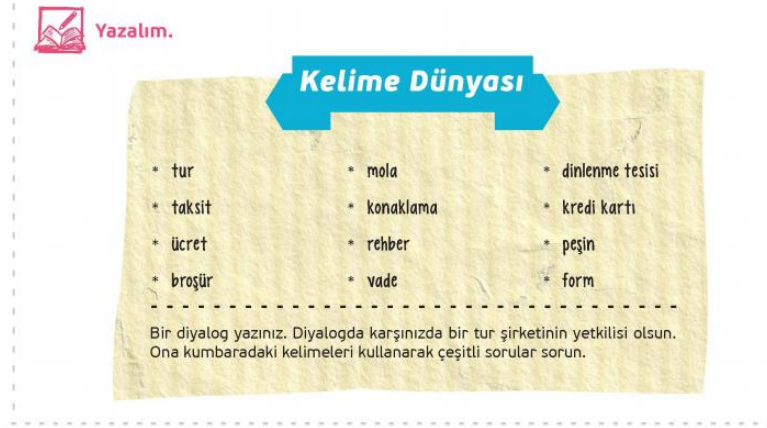 Yazalım.
Kelime Dünyası
* tur * mola * dinlenme tesisi
* taksit * konaklama * kredi kartı
* ücret * rehber * peşin
* broşür * vade * form
Bir diyalog yazınız. Diyalogda karşınızda bir tur şirketinin yetkilisi olsun.
Ona kumbaradaki kelimeleri kullanarak çeşitli sorular sorun.